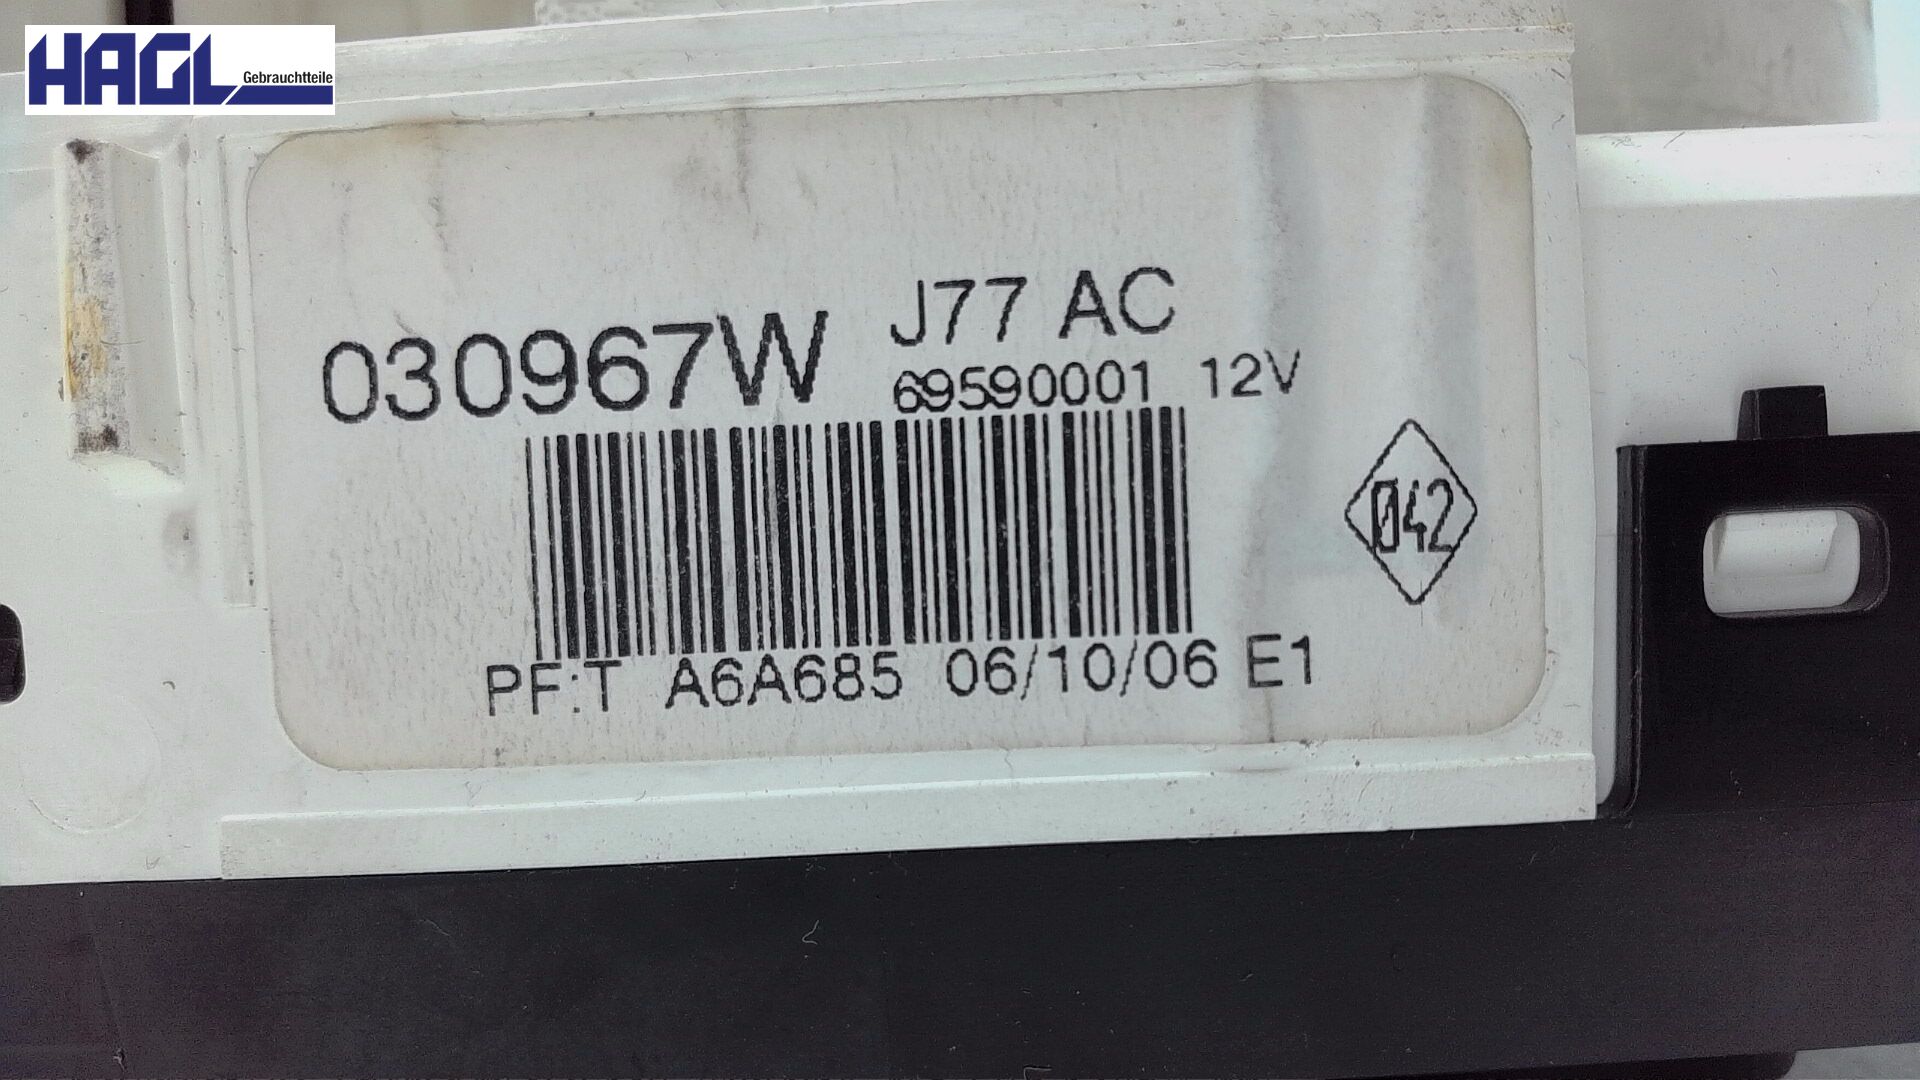 HAGL
Gebrauchtteile
030967W J77 AC
69590001 12V
042
PF:T A6A685 06/10/06 E1